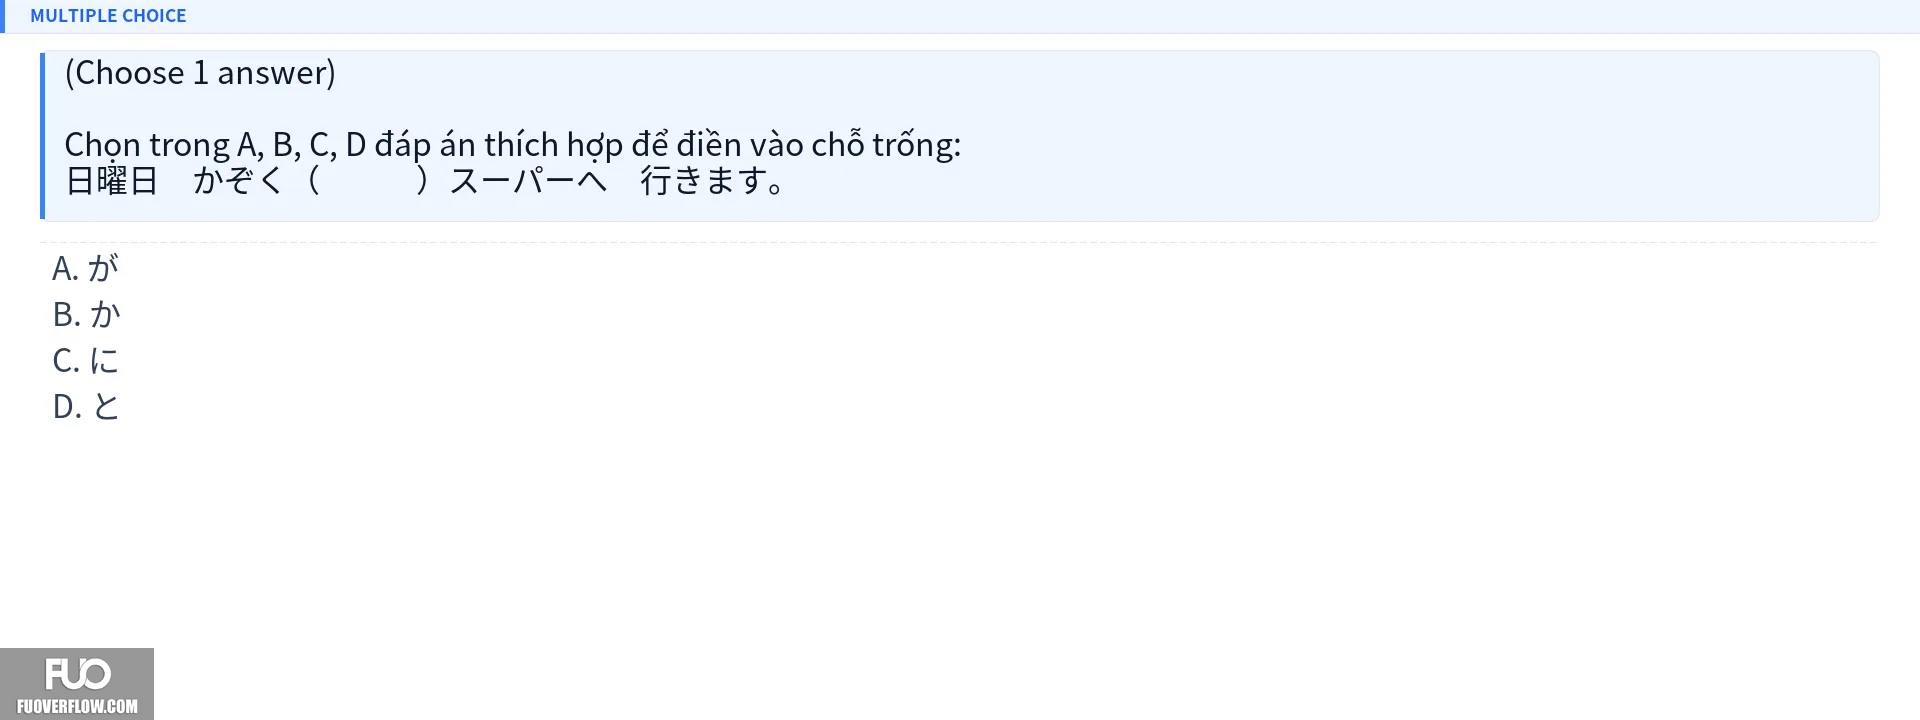 MULTIPLE CHOICE
(Choose 1 answer)
Chọn trong A, B, C, D đáp án thích hợp để điền vào chỗ trống:
日曜日　かぞく（　　　）スーパーへ　行きます。
A. が
B. か
C. に
D. と
FUO
FUOVERFLOW.COM